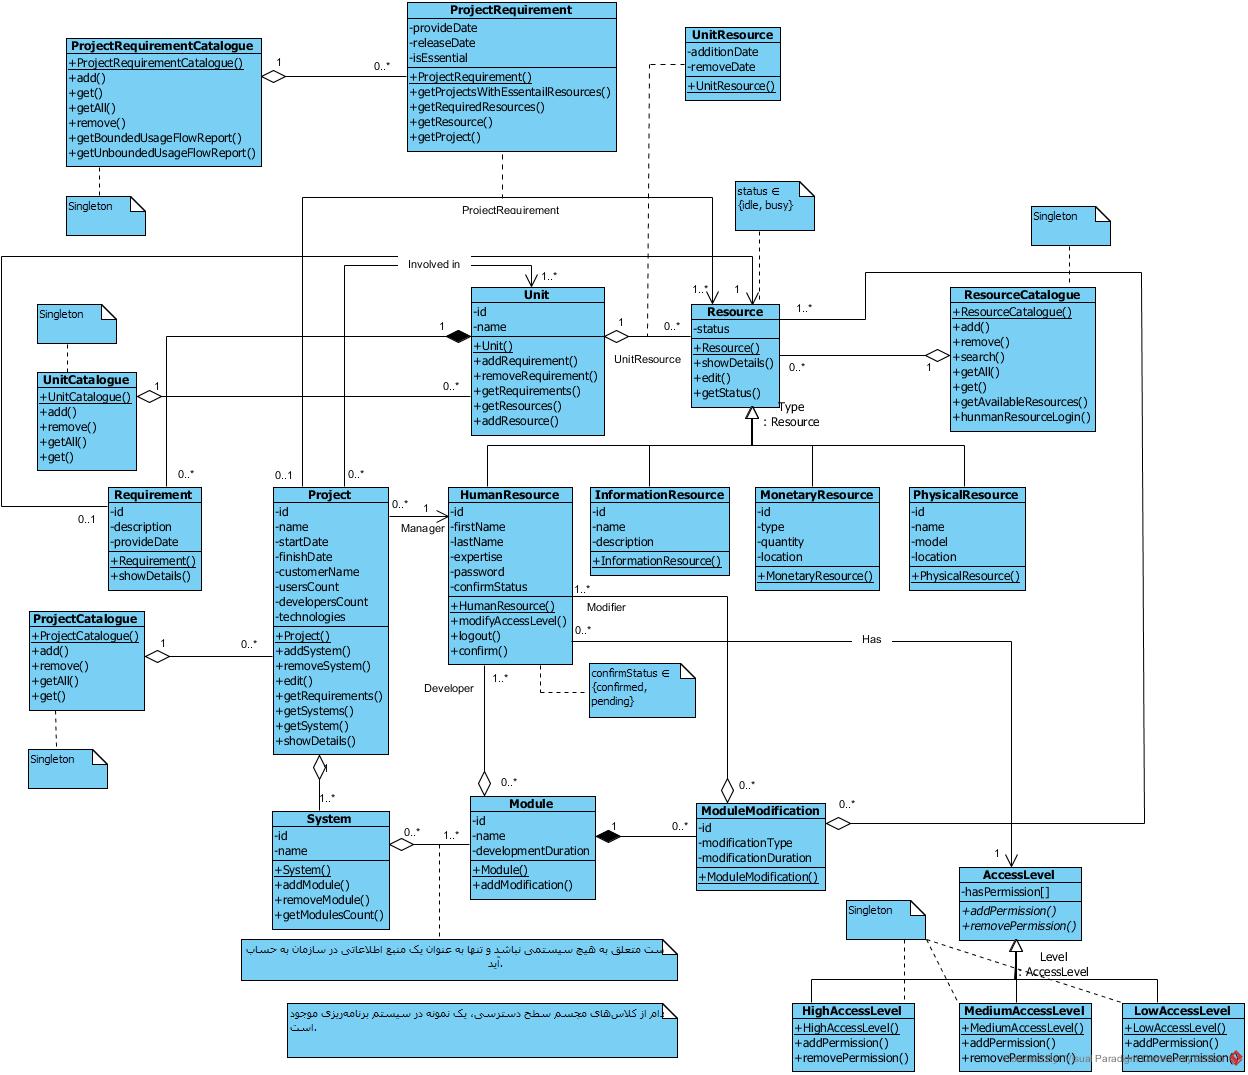 ProjectRequirement
-provideDate
-releaseDate
-isEssential
+ProjectRequirement()
+getProjectsWithEssentailResources()
+getRequiredResources()
+getResource()
+getProject()
ProjectRequirementCatalogue
+ProjectRequirementCatalogue()
+add()
+get()
+getAll()
+remove()
+getBoundedUsageFlowReport()
+getUnboundedUsageFlowReport()
1
0..*
UnitResource
-additionDate
-removeDate
+UnitResource()
Singleton
ProjectRequirement
status ∈
{idle, busy}
Singleton
Involved in
1..*
1..*
1
1..*
Unit
-id
-name
+Unit()
+addRequirement()
+removeRequirement()
+getRequirements()
+getResources()
+addResource()
1
0..*
UnitResource
Resource
-status
+Resource()
+showDetails()
+edit()
+getStatus()
0..*
1
ResourceCatalogue
+ResourceCatalogue()
+add()
+remove()
+search()
+getAll()
+get()
+getAvailableResources()
+hunmanResourceLogin()
Singleton
1
UnitCatalogue
+UnitCatalogue()
+add()
+remove()
+getAll()
+get()
1
0..*
Type
: Resource
0..*
0..1
0..*
0..1
Requirement
-id
-description
-provideDate
+Requirement()
+showDetails()
Project
-id
-name
-startDate
-finishDate
-customerName
-usersCount
-developersCount
-technologies
+Project()
+addSystem()
+removeSystem()
+edit()
+getRequirements()
+getSystems()
+getSystem()
+showDetails()
0..*
1
Manager
HumanResource
-id
-firstName
-lastName
-expertise
-password
-confirmStatus
+HumanResource()
+modifyAccessLevel()
+logout()
+confirm()
InformationResource
-id
-name
-description
+InformationResource()
MonetaryResource
-id
-type
-quantity
-location
+MonetaryResource()
PhysicalResource
-id
-name
-model
-location
+PhysicalResource()
1..*
Modifier
0..*
Has
ProjectCatalogue
+ProjectCatalogue()
+add()
+remove()
+getAll()
+get()
1
0..*
Developer
1..*
confirmStatus ∈
{confirmed,
pending}
Singleton
1
1..*
0..*
0..*
0..*
System
-id
-name
+System()
+addModule()
+removeModule()
+getModulesCount()
0..*
1..*
Module
-id
-name
-developmentDuration
+Module()
+addModification()
1
0..*
ModuleModification
-id
-modificationType
-modificationDuration
+ModuleModification()
1
AccessLevel
-hasPermission[]
+addPermission()
+removePermission()
Singleton
ست متعلق به هیچ سیستمی نباشد و تنها به عنوان یک منبع اطلاعاتی در سازمان به حساب
آید.
Level
: AccessLevel
دام از کلاس‌های مجسم سطح دسترسی، یک نمونه در سیستم برنامه‌ریزی موجود
است.
HighAccessLevel
+HighAccessLevel()
+addPermission()
+removePermission()
MediumAccessLevel
+MediumAccessLevel()
+addPermission()
+removePermission()
LowAccessLevel
+LowAccessLevel()
+addPermission()
+removePermission()
Visual Paradigm